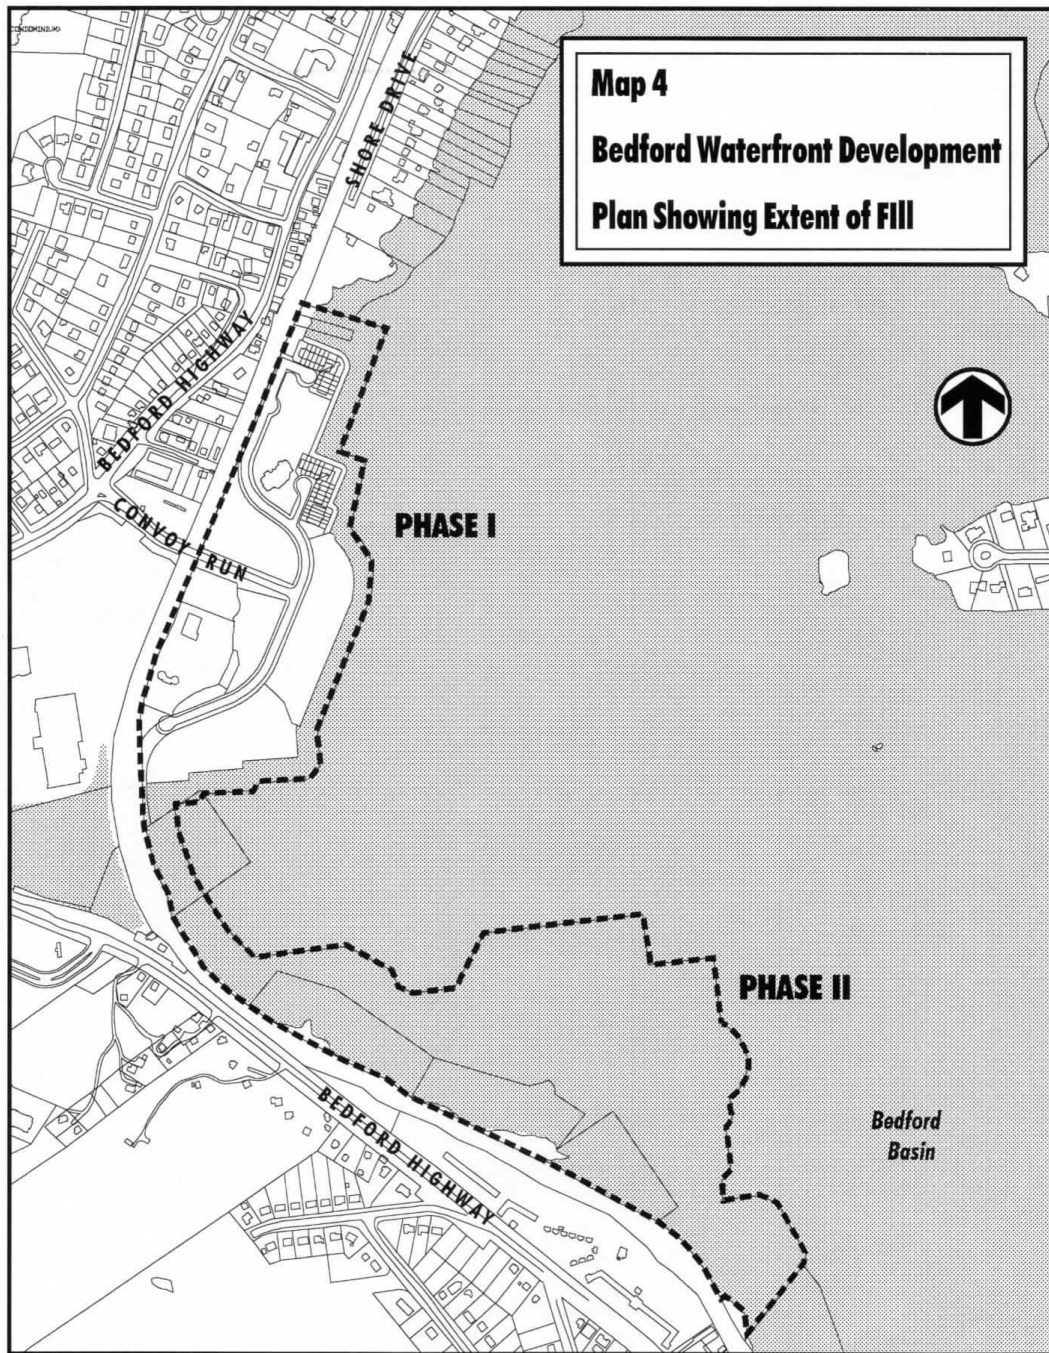 CONDOMINIUM
Map 4
Bedford Waterfront Development
Plan Showing Extent of FIll
SHORE DRIVE
BEDFORD HIGHWAY
CONVOY RUN
PHASE I
PHASE II
Bedford
Basin
BEDFORD HIGHWAY